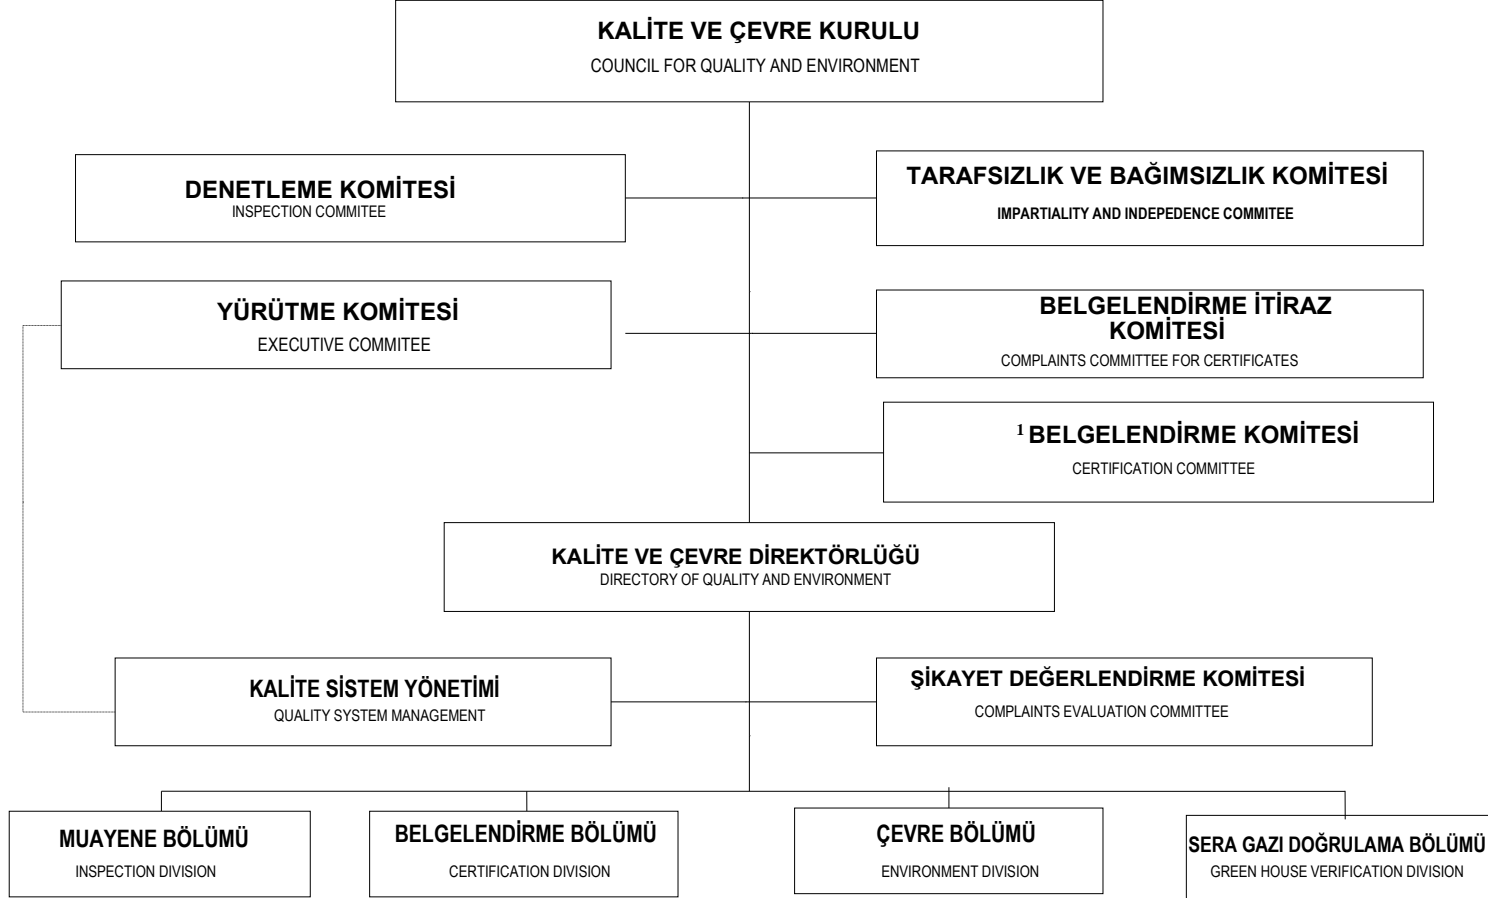 KALİTE VE ÇEVRE KURULU
COUNCIL FOR QUALITY AND ENVIRONMENT
DENETLEME KOMİTESİ
INSPECTION COMMITEE
TARAFSIZLIK VE BAĞIMSIZLIK KOMİTESİ
IMPARTIALITY AND INDEPEDENCE COMMITEE
YÜRÜTME KOMİTESİ
EXECUTIVE COMMITEE
BELGELENDİRME İTİRAZ
KOMİTESİ
COMPLAINTS COMMITTEE FOR CERTIFICATES
1 BELGELENDİRME KOMİTESİ
CERTIFICATION COMMITTEE
KALİTE VE ÇEVRE DİREKTÖRLÜĞÜ
DIRECTORY OF QUALITY AND ENVIRONMENT
KALİTE SİSTEM YÖNETİMİ
QUALITY SYSTEM MANAGEMENT
ŞİKAYET DEĞERLENDİRME KOMİTESİ
COMPLAINTS EVALUATION COMMITTEE
MUAYENE BÖLÜMÜ
INSPECTION DIVISION
BELGELENDİRME BÖLÜMÜ
CERTIFICATION DIVISION
ÇEVRE BÖLÜMÜ
ENVIRONMENT DIVISION
SERA GAZI DOĞRULAMA BÖLÜMÜ
GREEN HOUSE VERIFICATION DIVISION